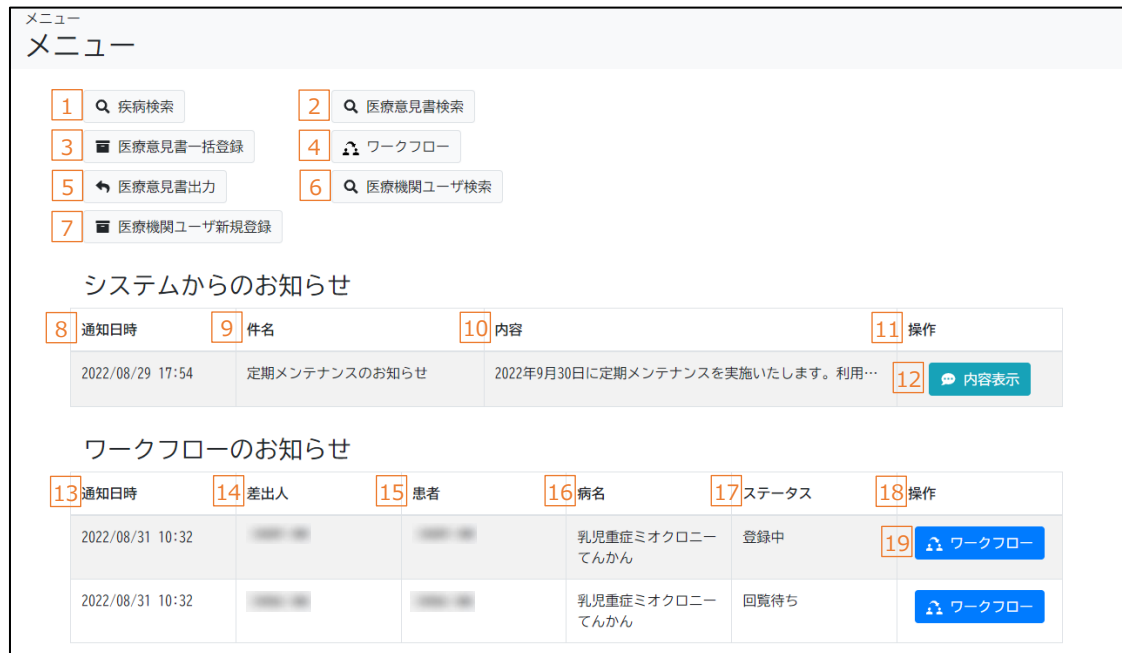 メニュー
メニュー
1 疾病検索 2 医療意見書検索
3 医療意見書一括登録 4 ワークフロー
5 医療意見書出力 6 医療機関ユーザ検索
7 医療機関ユーザ新規登録
システムからのお知らせ
8 通知日時 9 件名 10 内容 11 操作
2022/08/29 17:54 定期メンテナンスのお知らせ 2022年9月30日に定期メンテナンスを実施いたします。利用… 12 内容表示
ワークフローのお知らせ
13 通知日時 14 差出人 15 患者 16 病名 17 ステータス 18 操作
2022/08/31 10:32 乳児重症ミオクロニー 登録中 19 ワークフロー
てんかん
2022/08/31 10:32 乳児重症ミオクロニー 回覧待ち ワークフロー
てんかん